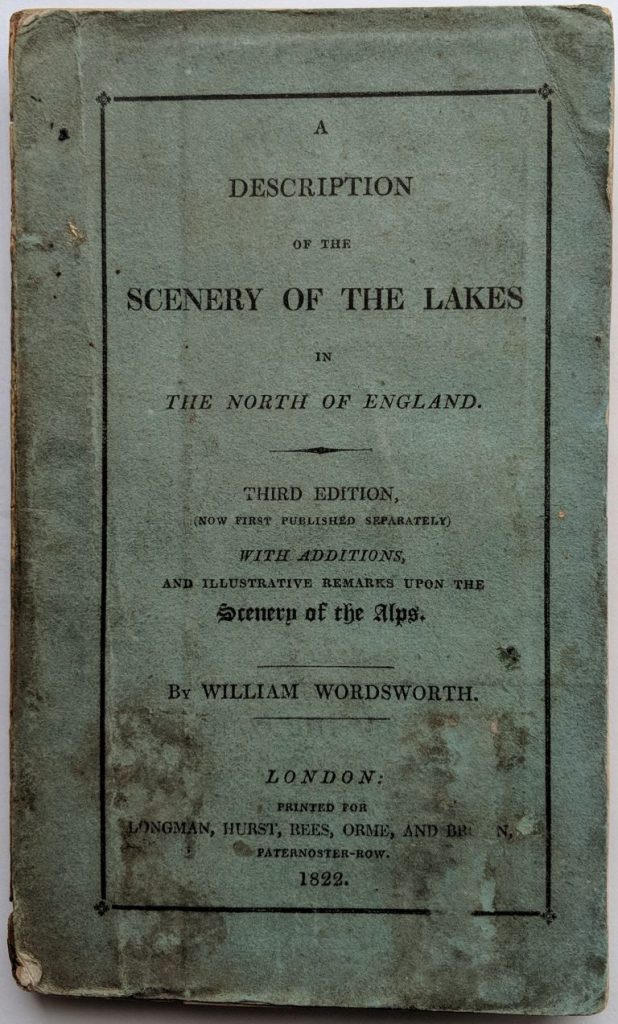 A
DESCRIPTION
OF THE
SCENERY OF THE LAKES
IN
THE NORTH OF ENGLAND.
THIRD EDITION,
(NOW FIRST PUBLISHED SEPARATELY)
WITH ADDITIONS,
AND ILLUSTRATIVE REMARKS UPON THE
Scenery of the Alps.
By WILLIAM WORDSWORTH.
LONDON:
PRINTED FOR
LONGMAN, HURST, REES, ORME, AND
PATERNOSTER-ROW.
1822.